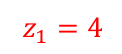 z₁ = 4